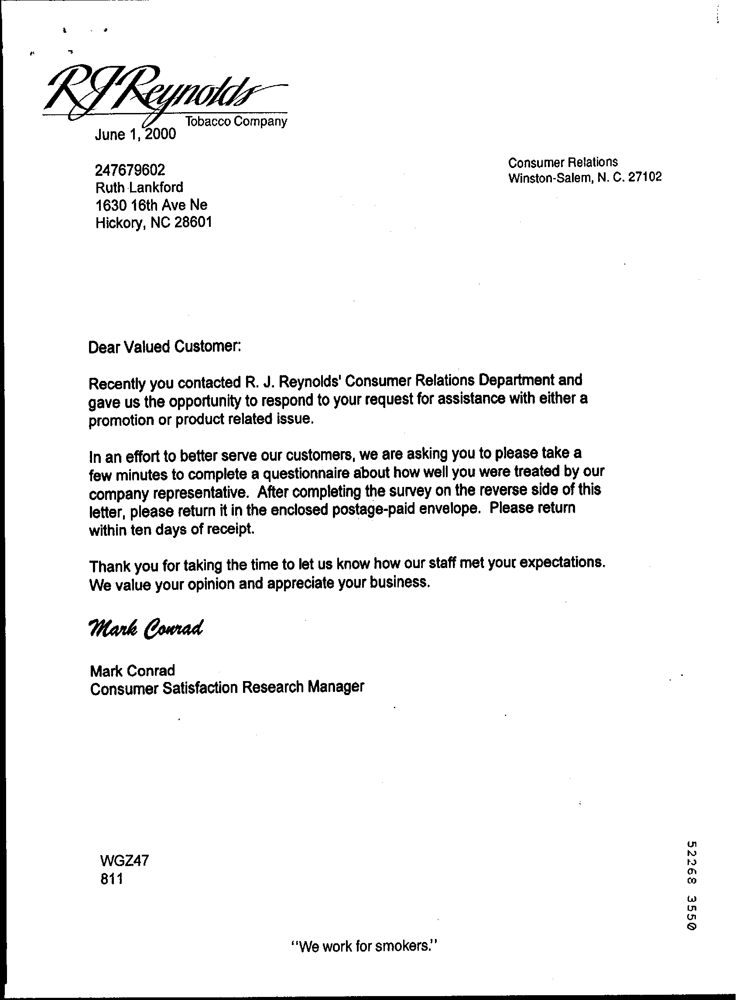 RJReynolds
Tobacco Company
June 1, 2000
247679602
Ruth Lankford
1630 16th Ave Ne
Hickory, NC 28601
Consumer Relations
Winston-Salem, N. C. 27102
Dear Valued Customer:
Recently you contacted R. J. Reynolds' Consumer Relations Department and
gave us the opportunity to respond to your request for assistance with either a
promotion or product related issue.
In an effort to better serve our customers, we are asking you to please take a
few minutes to complete a questionnaire about how well you were treated by our
company representative.  After completing the survey on the reverse side of this
letter, please return it in the enclosed postage-paid envelope.  Please return
within ten days of receipt.
Thank you for taking the time to let us know how our staff met your expectations.
We value your opinion and appreciate your business.
Mark Conrad
Mark Conrad
Consumer Satisfaction Research Manager
WGZ47
811
52268 3550
"We work for smokers."